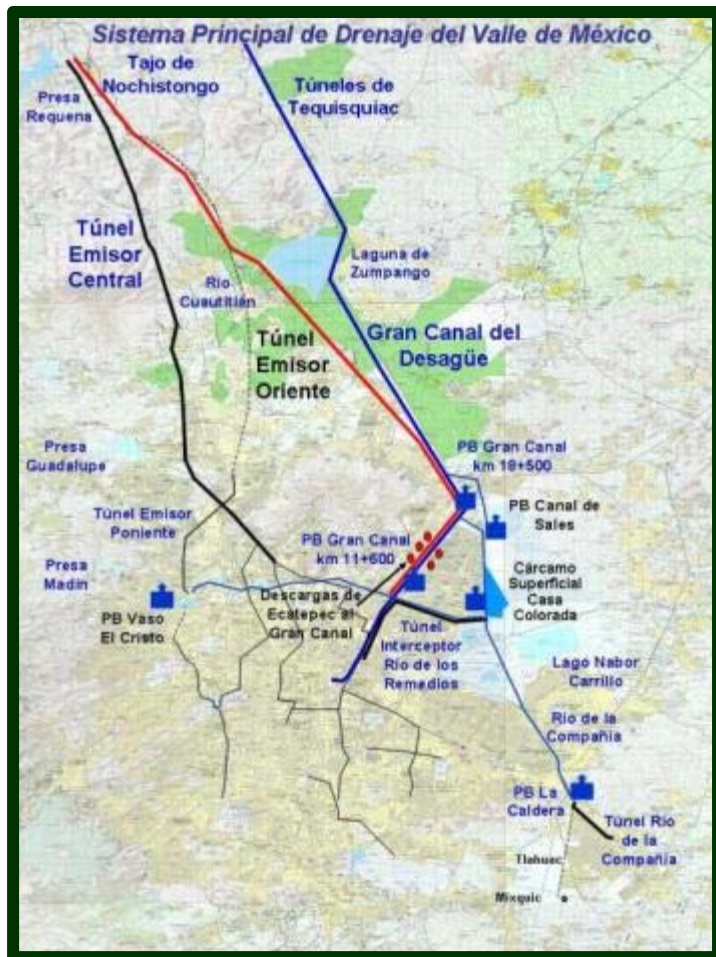 Sistema Principal de Drenaje del Valle de México
Tajo de
Nochistongo
Túneles de
Tequisquiac
Presa
Requena
Túnel
Emisor
Central
Laguna de
Zumpango
Río
Cuautitlán
Túnel
Emisor
Oriente
Gran Canal del
Desagüe
Presa
Guadalupe
PB Gran Canal
km 18+500
Túnel Emisor
Poniente
PB Canal de
Sales
PB Gran Canal
km 11+600
Presa
Madín
Cárcamo
Superficial
Casa
Colorada
Descargas de
Ecatepec al
Gran Canal
PB Vaso
El Cristo
Túnel
Interceptor
Río de los
Remedios
Lago Nabor
Carrillo
Río de la
Compañía
PB La
Caldera
Túnel Río
de la
Compañía
Tlahuac
Mixquic